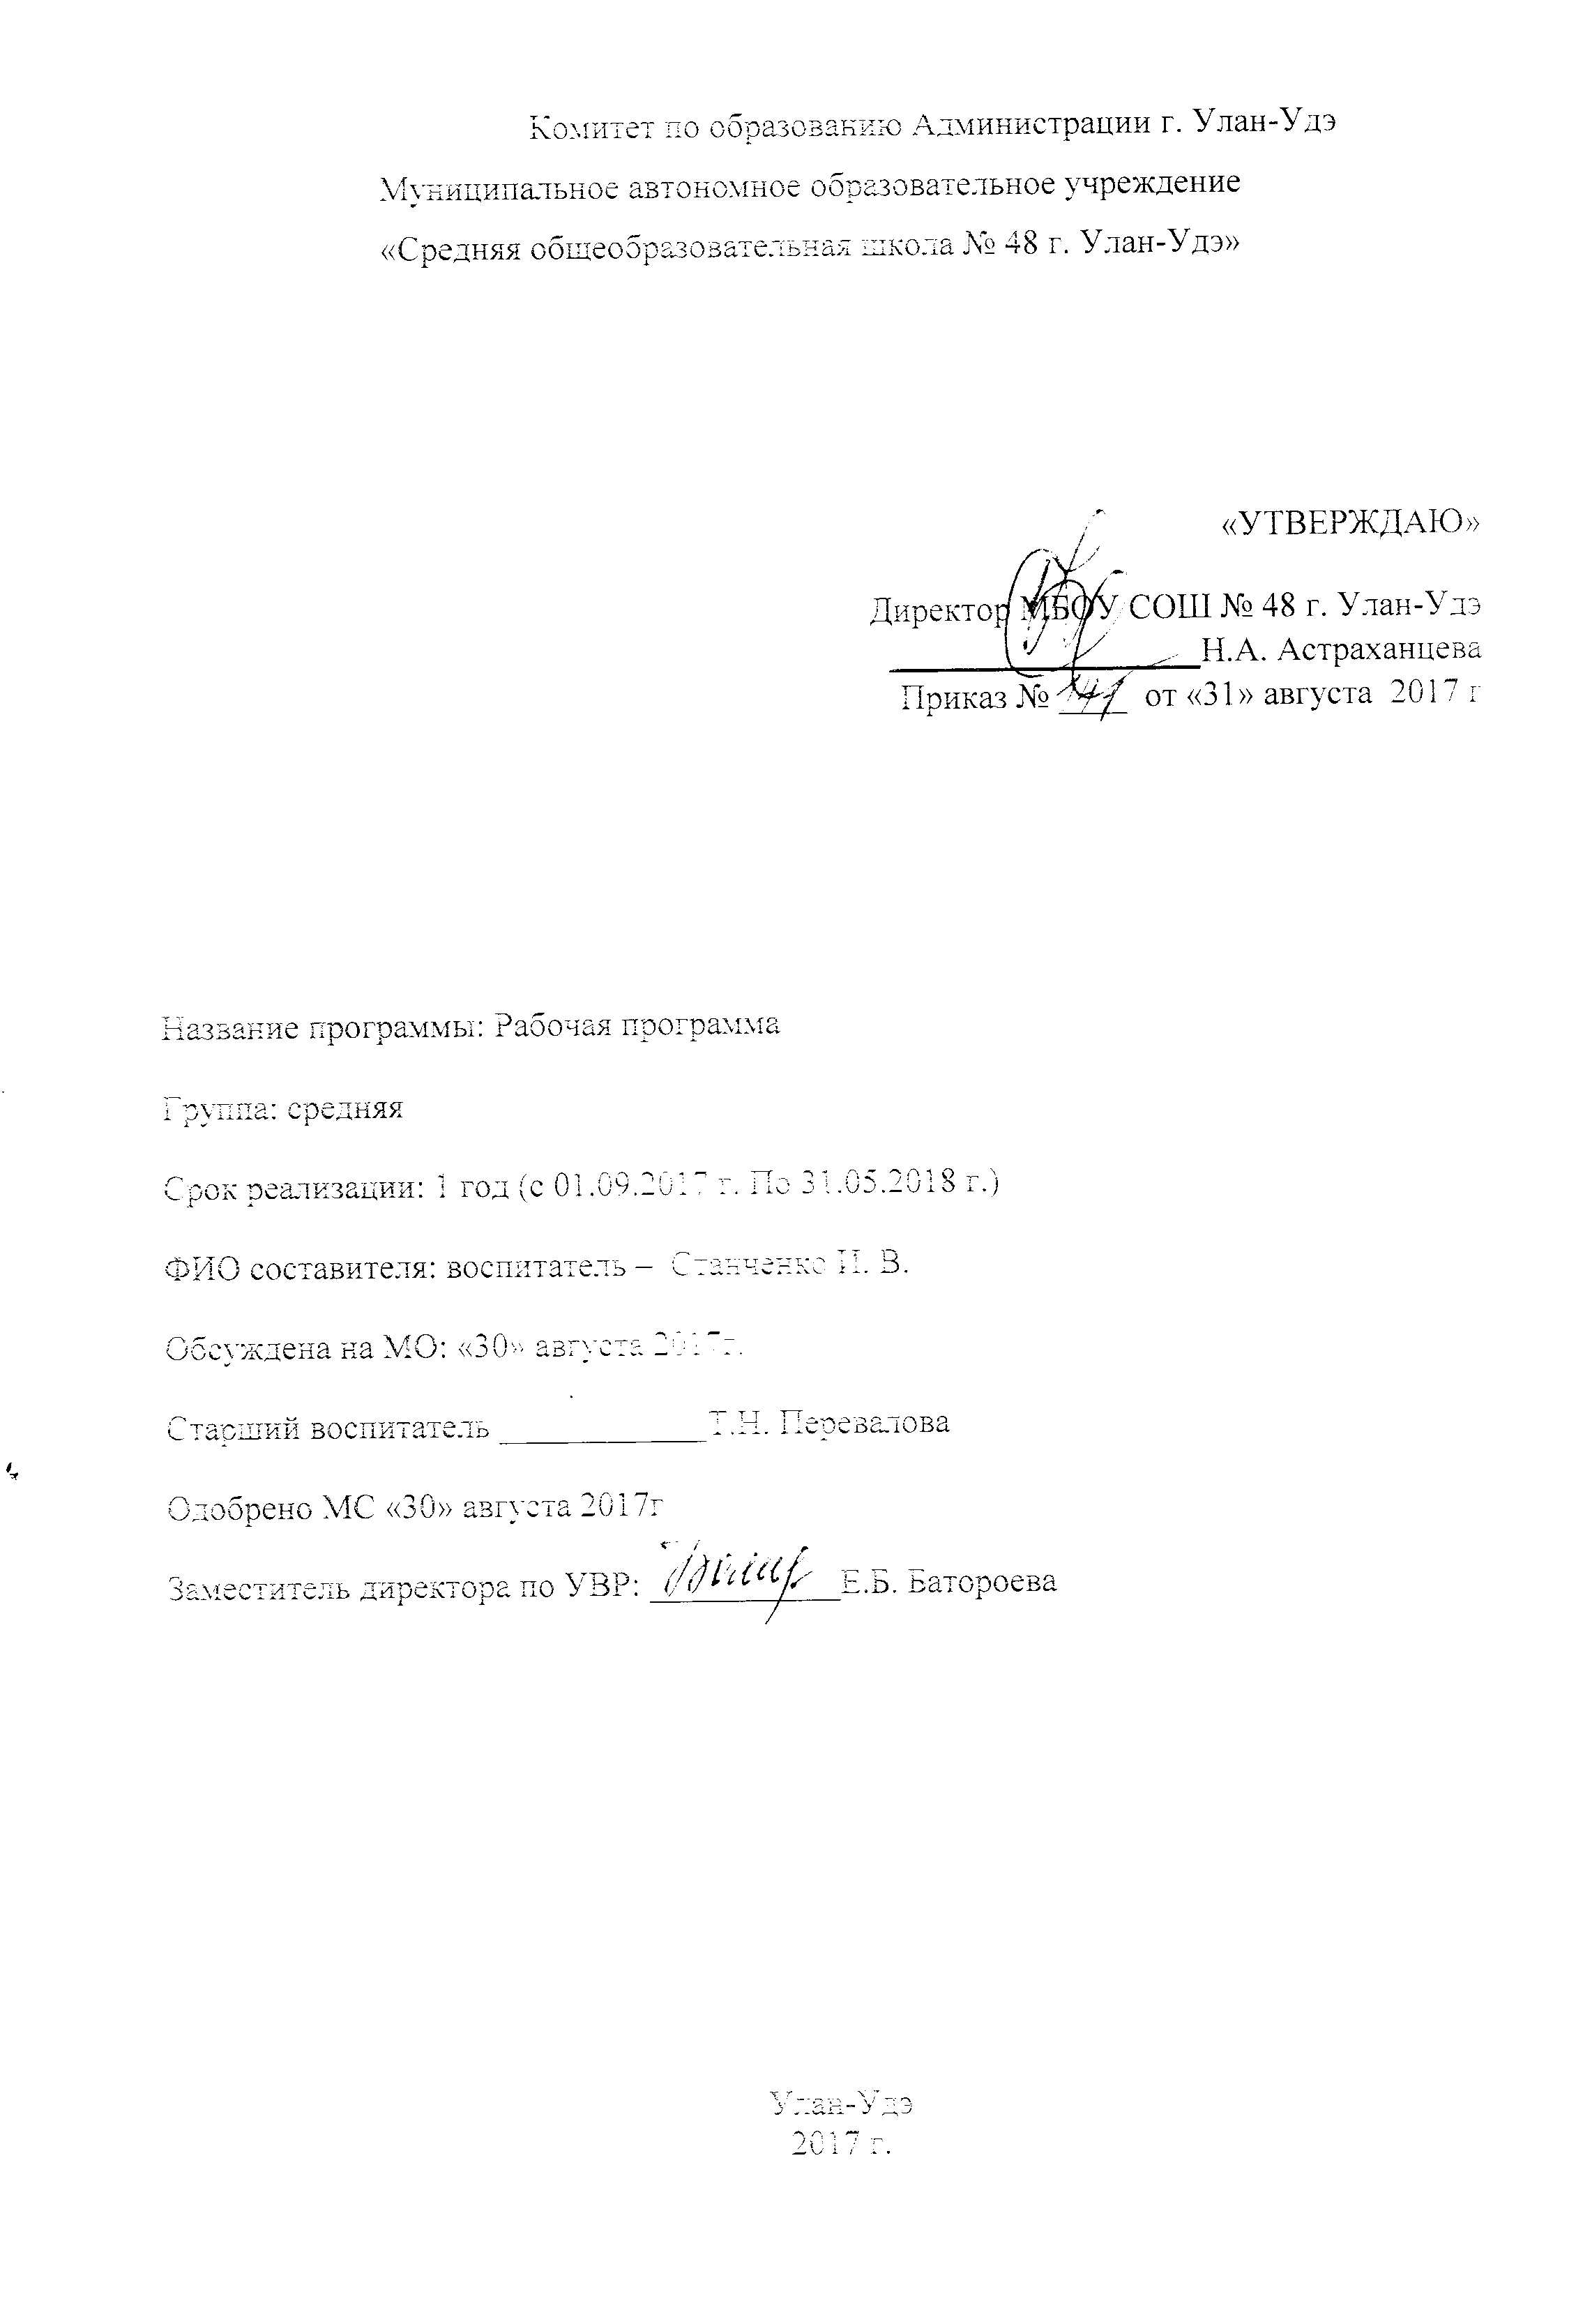 Комитет по образованию Администрации г. Улан-Удэ
Муниципальное автономное образовательное учреждение
«Средняя общеобразовательная школа № 48 г. Улан-Удэ»
«УТВЕРЖДАЮ»
Директор МБОУ СОШ № 48 г. Улан-Удэ
Н.А. Астраханцева
Приказ № от «31» августа 2017 г
Название программы: Рабочая программа
Группа: средняя
Срок реализации: 1 год (с 01.09.2017 г. По 31.05.2018 г.)
ФИО составителя: воспитатель – Станченко В.
Обсуждена на МО: «30» августа 2017г.
Старший воспитатель ____________Т.Н. Перевалова
Одобрено МС «30» августа 2017г
Заместитель директора по УВР: ___________Е.Б. Батороева
Улан-Удэ
2017 г.